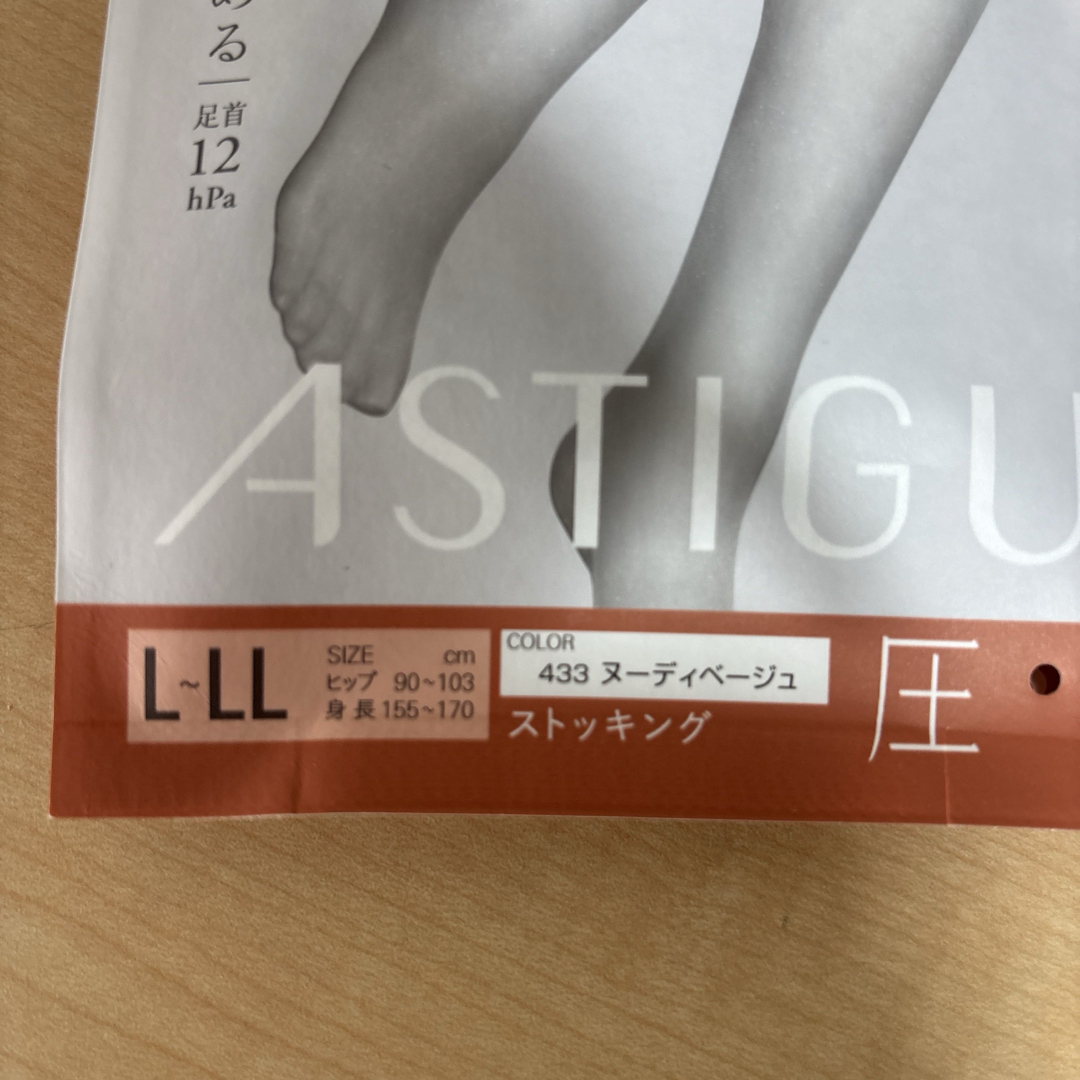 める
足首
12
hPa
ASTIGU
L~LL
SIZE cm
ヒップ 90~103
身長 155~170
COLOR
433 ヌーディベージュ
ストッキング
圧